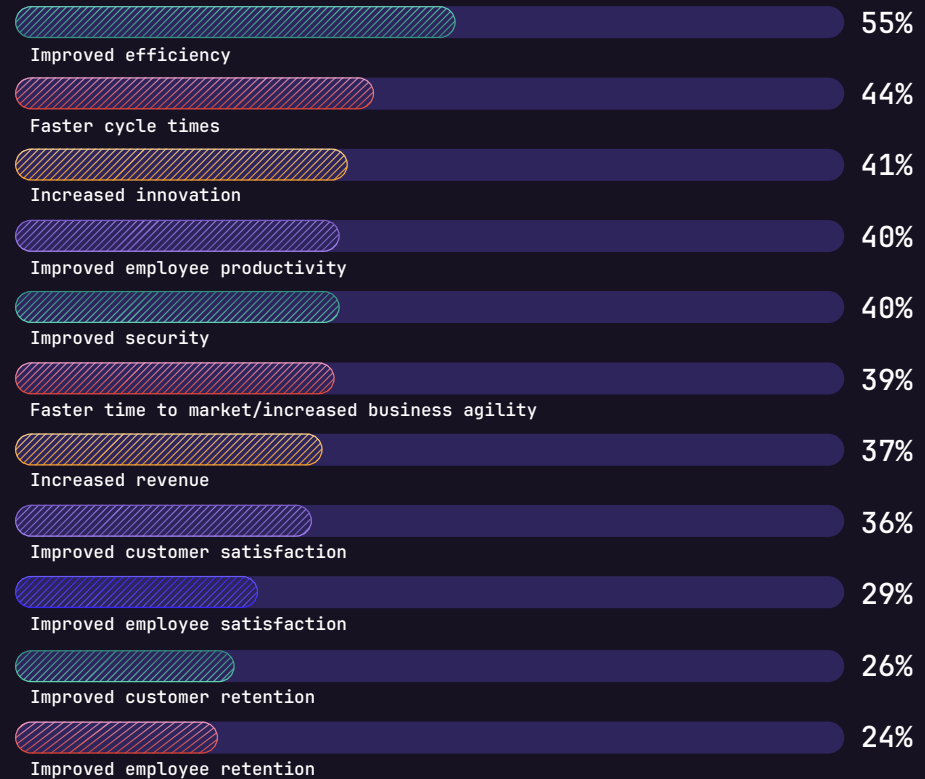 55%
Improved efficiency
44%
Faster cycle times
41%
Increased innovation
40%
Improved employee productivity
40%
Improved security
39%
Faster time to market/increased business agility
37%
Increased revenue
36%
Improved customer satisfaction
29%
Improved employee satisfaction
26%
Improved customer retention
24%
Improved employee retention